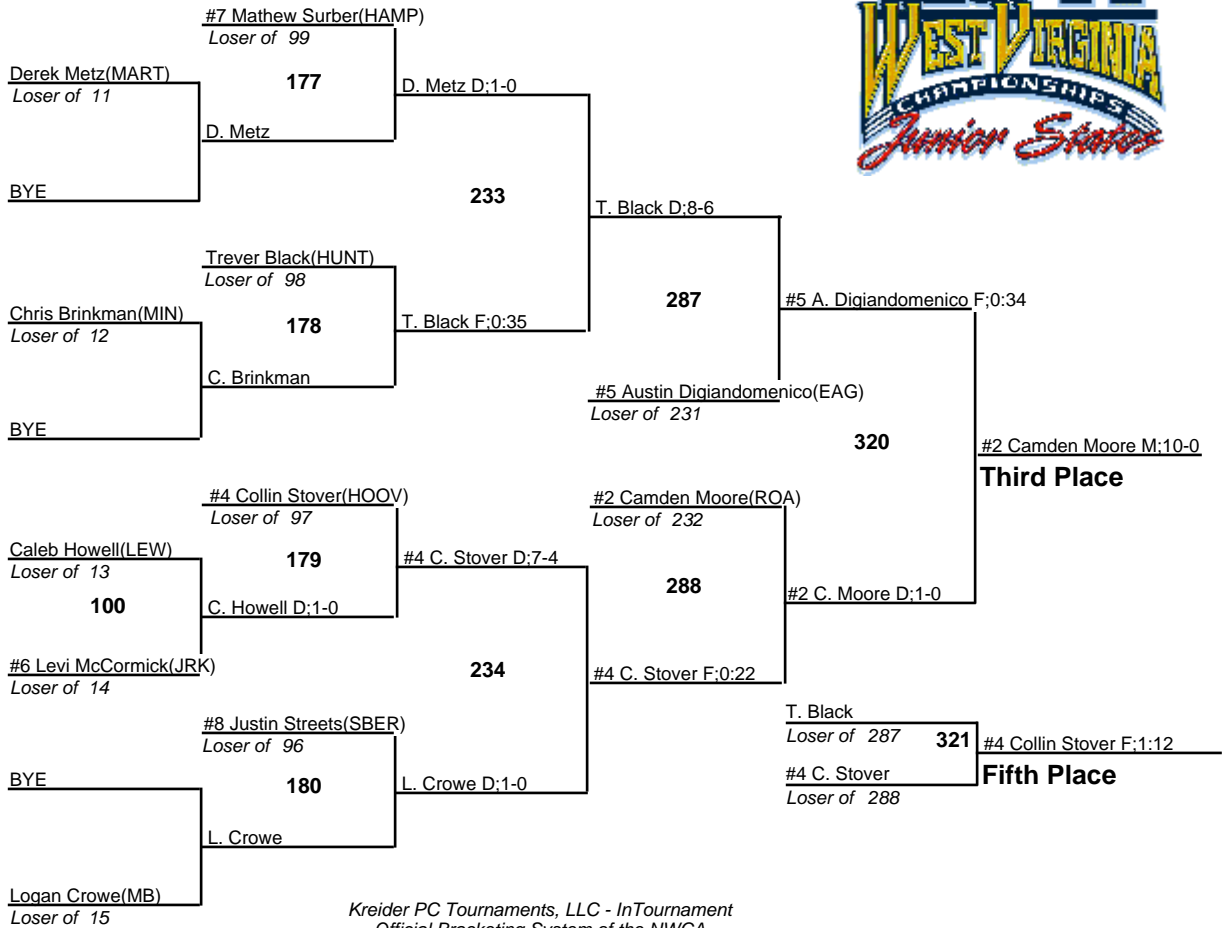 #7 Mathew Surber(HAMP)
Loser of 99
WEST VIRGINIA
CHAMPIONSHIPS
Junior States
Derek Metz(MART)
Loser of 11
177
D. Metz D;1-0
D. Metz
BYE
233
T. Black D;8-6
Trever Black(HUNT)
Loser of 98
287
#5 A. Digiandomenico F;0:34
Chris Brinkman(MIN)
Loser of 12
178
T. Black F;0:35
C. Brinkman
#5 Austin Digiandomenico(EAG)
Loser of 231
BYE
320
#2 Camden Moore M;10-0
Third Place
#4 Collin Stover(HOOV)
Loser of 97
#2 Camden Moore(ROA)
Loser of 232
Caleb Howell(LEW)
Loser of 13
179
#4 C. Stover D;7-4
288
100
C. Howell D;1-0
#2 C. Moore D;1-0
#6 Levi McCormick(JRK)
Loser of 14
234
#4 C. Stover F;0:22
#8 Justin Streets(SBER)
Loser of 96
T. Black
Loser of 287
321
#4 Collin Stover F;1:12
Fifth Place
BYE
180
L. Crowe D;1-0
#4 C. Stover
Loser of 288
L. Crowe
Logan Crowe(MB)
Loser of 15
Kreider PC Tournaments, LLC - InTournament
Official Bracketing System of the NWCA